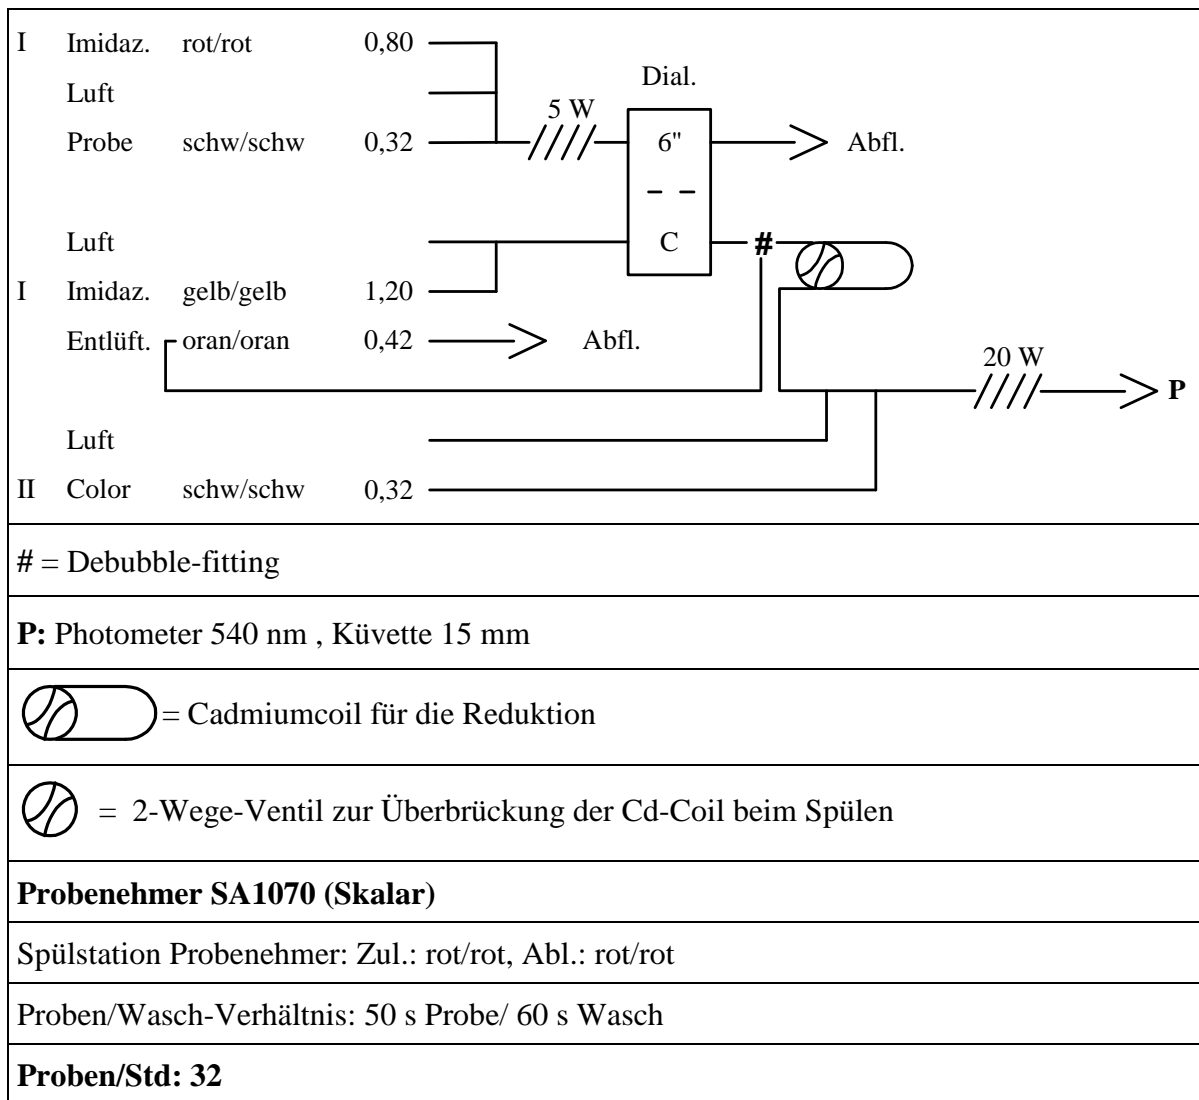 I Imidaz. rot/rot 0,80
Dial.
Luft
5 W
Probe schw/schw 0,32 6" Abfl.
Luft C #
I Imidaz. gelb/gelb 1,20
Entlüft. oran/oran 0,42 Abfl.
20 W
P
Luft
II Color schw/schw 0,32
# = Debubble-fitting
P: Photometer 540 nm , Küvette 15 mm
= Cadmiumcoil für die Reduktion
= 2-Wege-Ventil zur Überbrückung der Cd-Coil beim Spülen
Probenehmer SA1070 (Skalar)
Spülstation Probenehmer: Zul.: rot/rot, Abl.: rot/rot
Proben/Wasch-Verhältnis: 50 s Probe/ 60 s Wasch
Proben/Std: 32